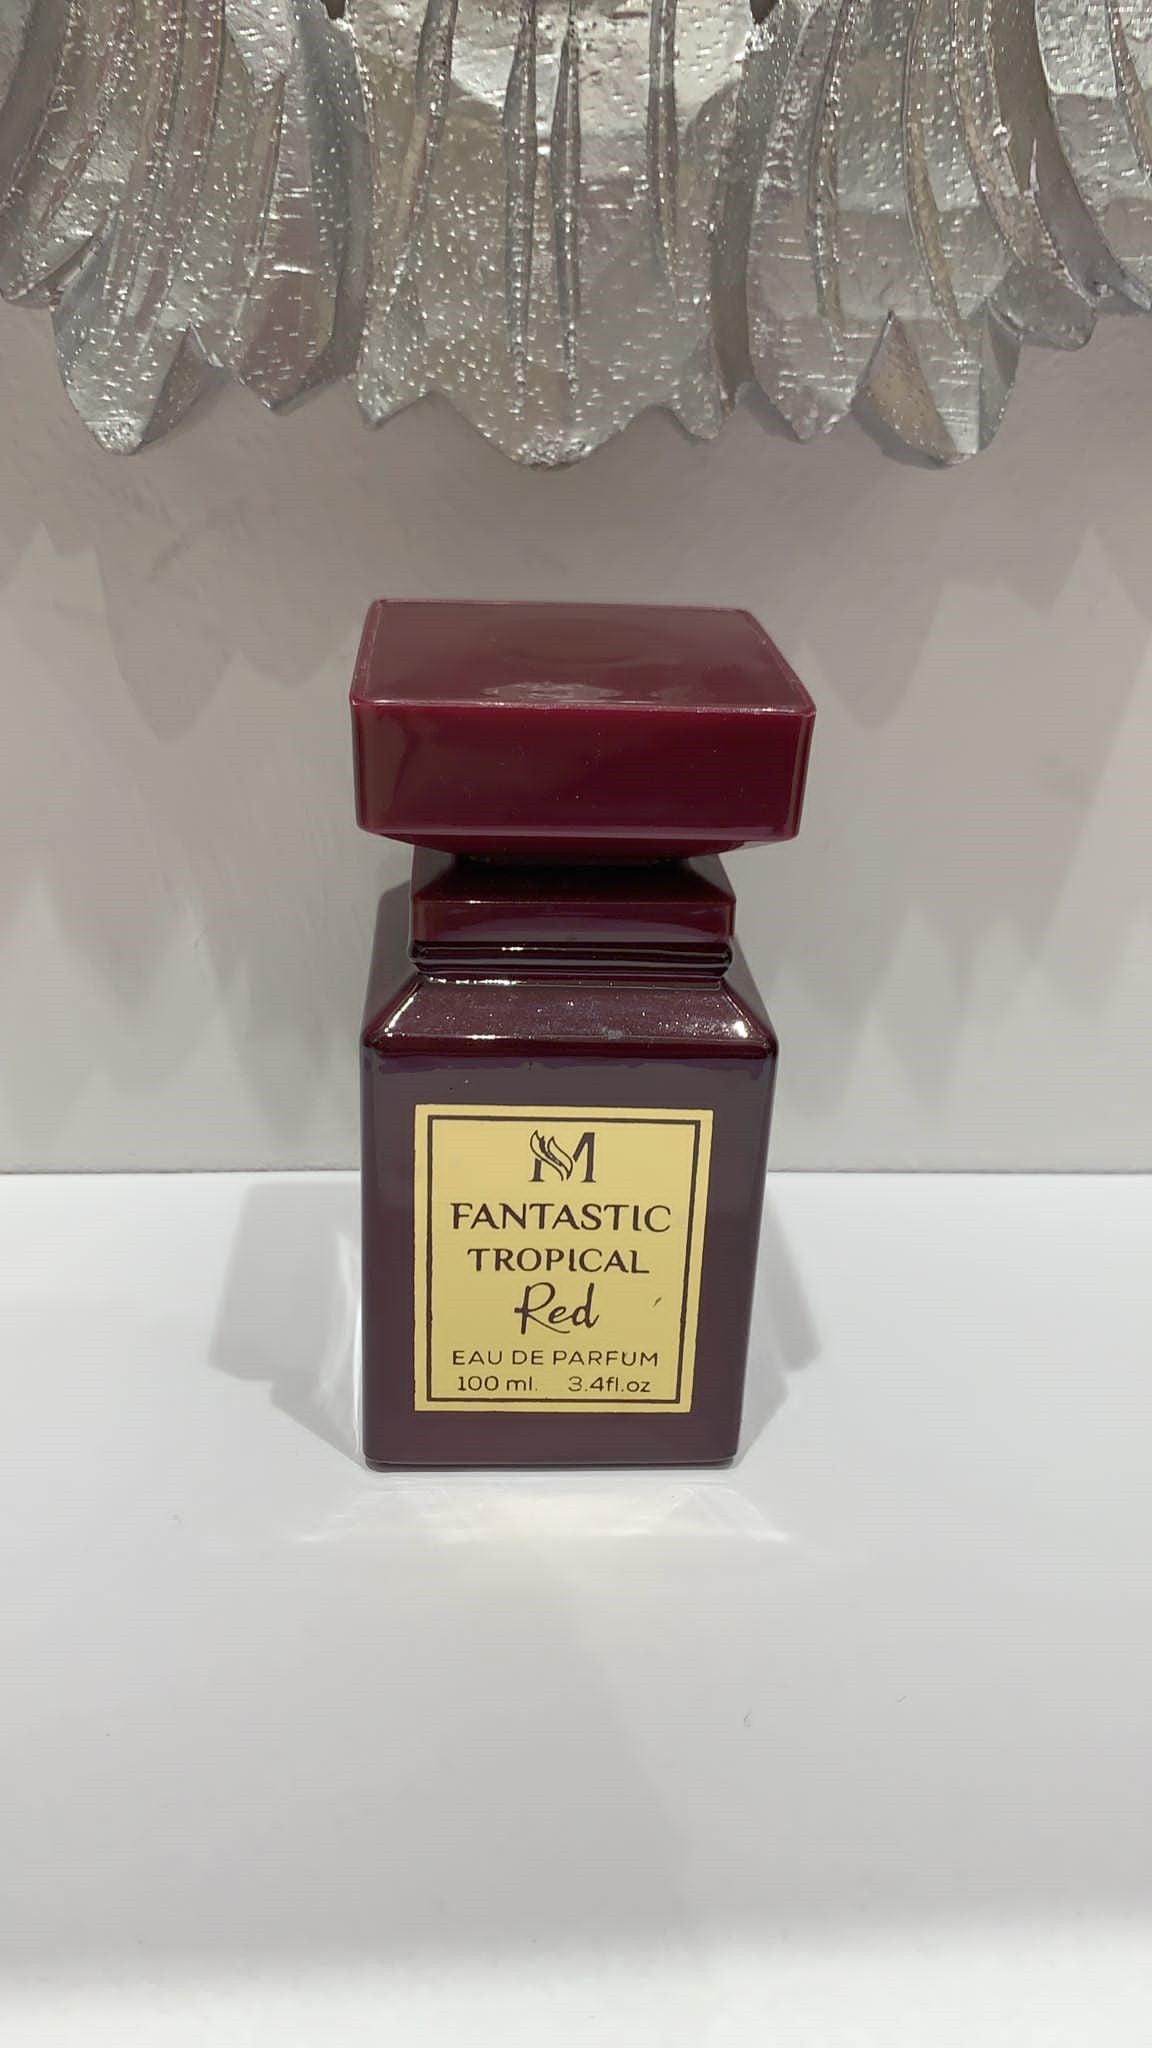 M
FANTASTIC
TROPICAL
Red
EAU DE PARFUM
100 ml. 3.4fl.oz